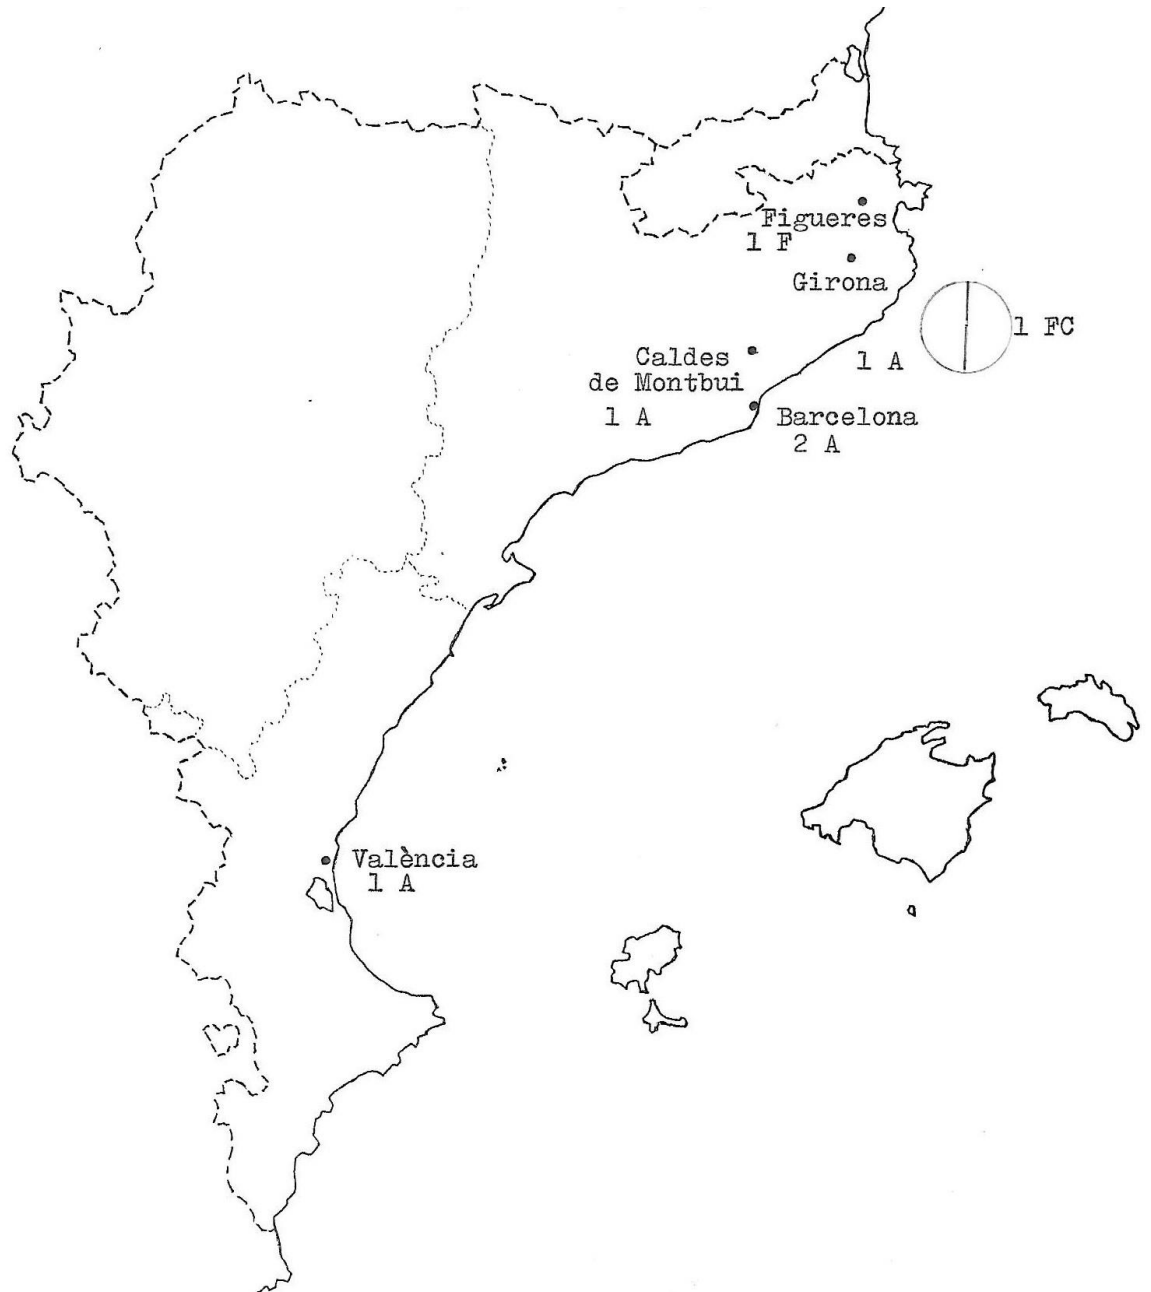 Figueres
1 F
Girona
1 FC
Caldes
de Montbui
1 A
1 A
Barcelona
2 A
València
1 A